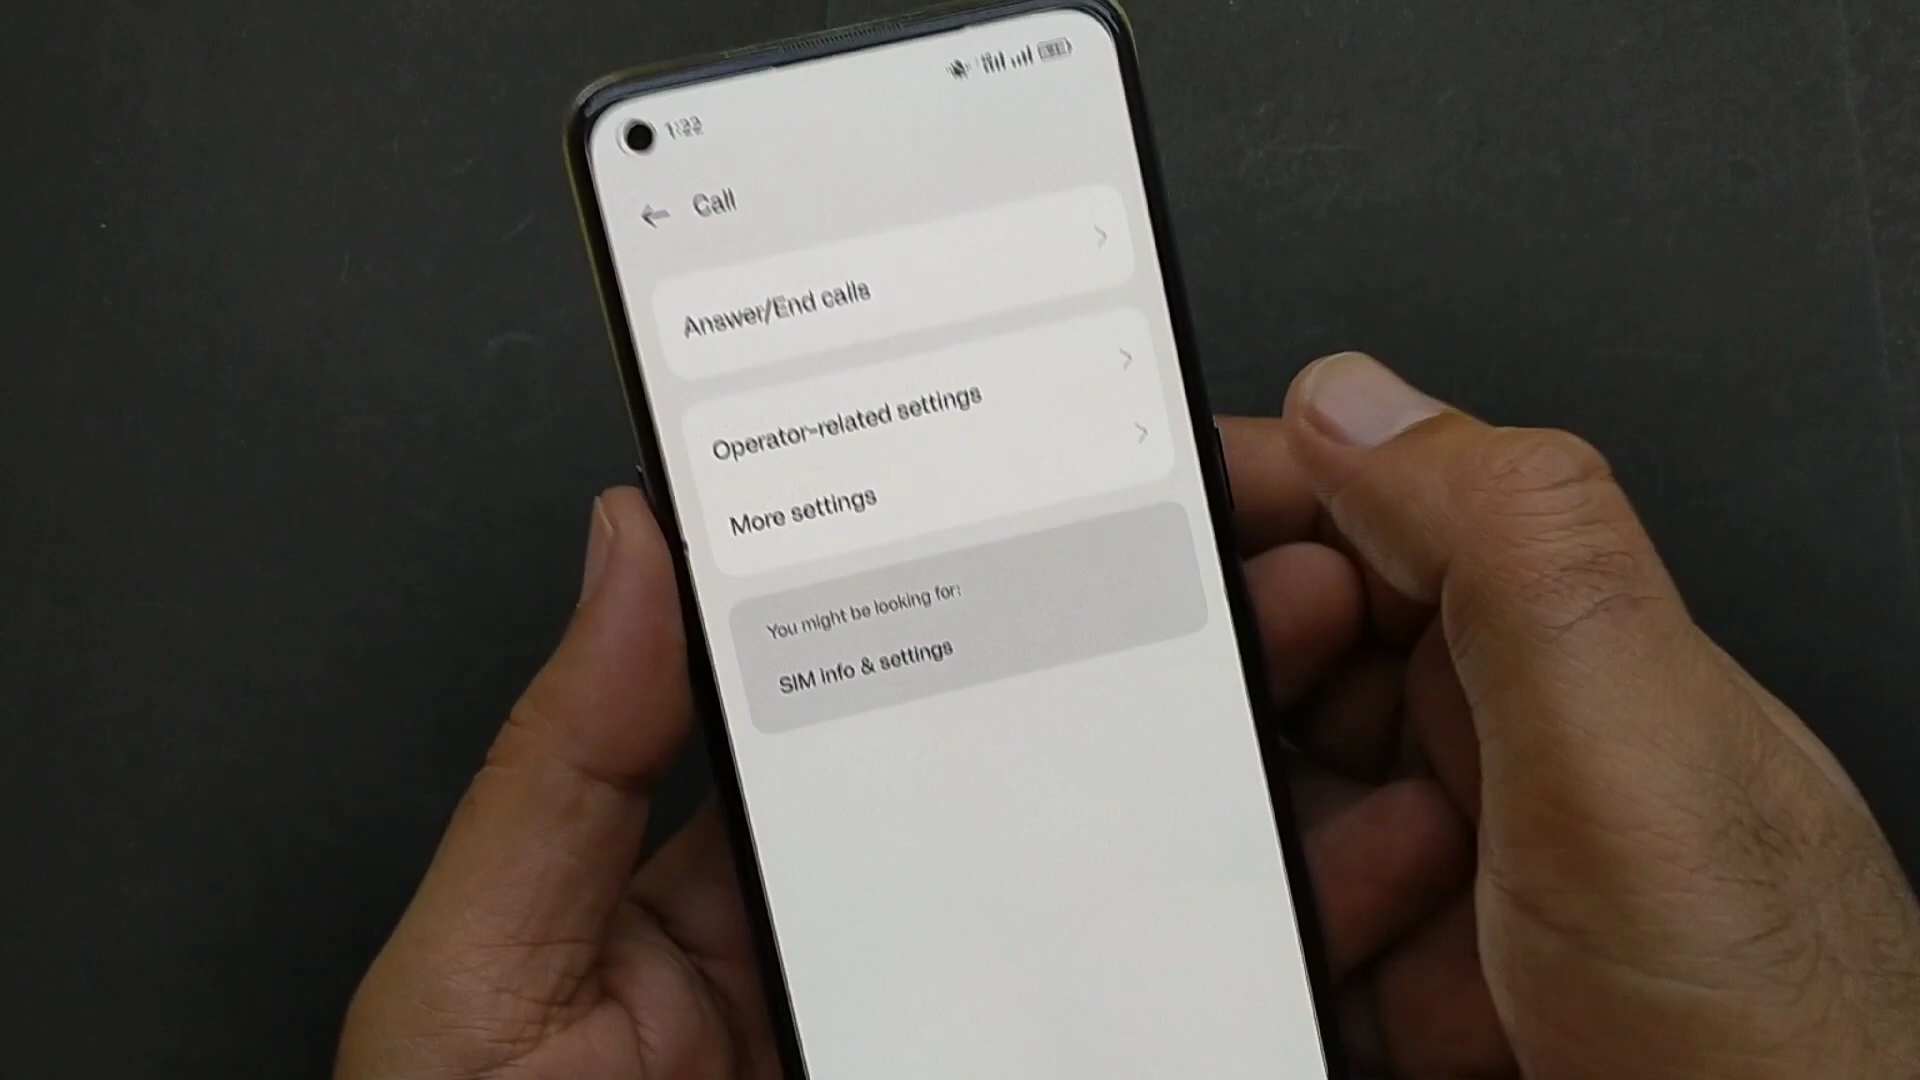 1:22
Call
Answer/End calls
Operator-related settings
More settings
You might be looking for:
SIM info & settings